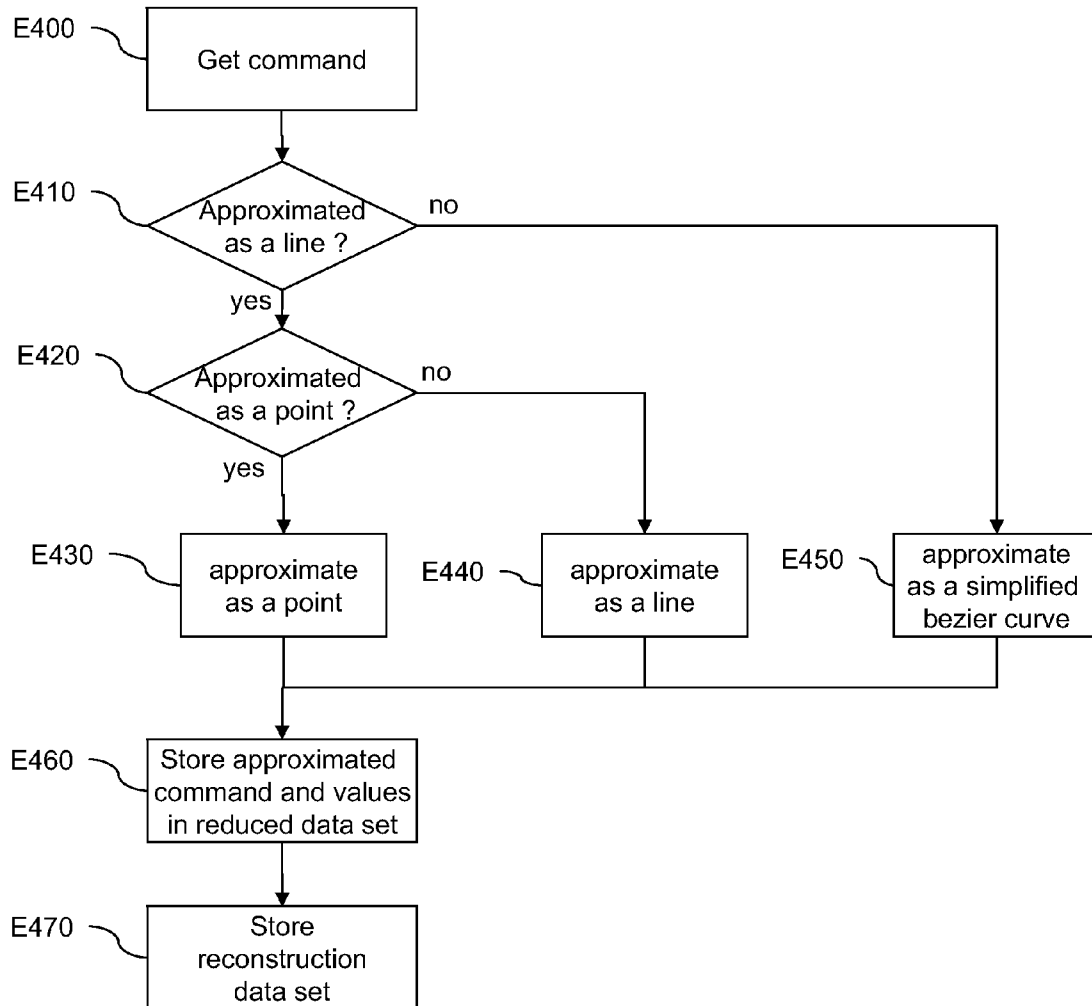 E400
Get command
E410
Approximated
as a line ?
no
yes
E420
Approximated
as a point ?
no
yes
E430
approximate
as a point
E440
approximate
as a line
E450
approximate
as a simplified
bezier curve
E460
Store approximated
command and values
in reduced data set
E470
Store
reconstruction
data set